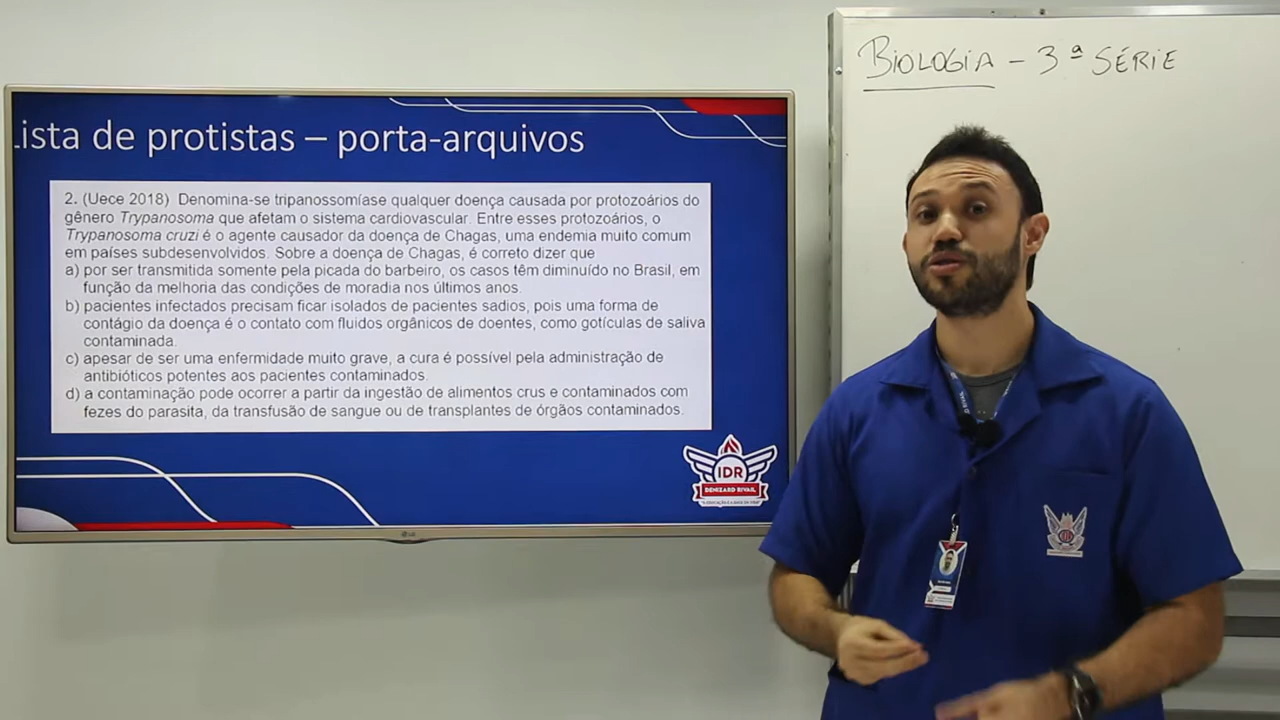 BIOLOGIA - 3ª SÉRIE
Lista de protistas – porta-arquivos
2. (Uece 2018) Denomina-se tripanossomíase qualquer doença causada por protozoários do
gênero Trypanosoma que afetam o sistema cardiovascular. Entre esses protozoários, o
Trypanosoma cruzi é o agente causador da doença de Chagas, uma endemia muito comum
em países subdesenvolvidos. Sobre a doença de Chagas, é correto dizer que
a) por ser transmitida somente pela picada do barbeiro, os casos têm diminuído no Brasil, em
função da melhoria das condições de moradia nos últimos anos.
b) pacientes infectados precisam ficar isolados de pacientes sadios, pois uma forma de
contágio da doença é o contato com fluidos orgânicos de doentes, como gotículas de saliva
contaminada.
c) apesar de ser uma enfermidade muito grave, a cura é possível pela administração de
antibióticos potentes aos pacientes contaminados.
d) a contaminação pode ocorrer a partir da ingestão de alimentos crus e contaminados com
fezes do parasita, da transfusão de sangue ou de transplantes de órgãos contaminados.
IDR
DENIZARD RIVAIL
LG